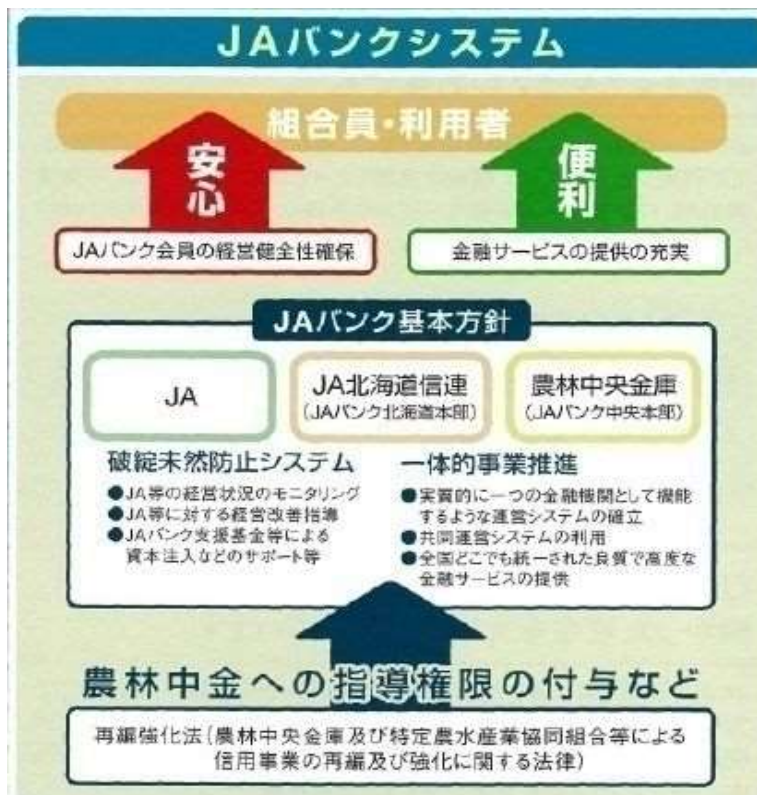 JAバンクシステム
組合員・利用者
安心
便利
JAバンク会員の経営健全性確保
金融サービスの提供の充実
JAバンク基本方針
JA
JA北海道信連
(JAバンク北海道本部)
農林中央金庫
(JAバンク中央本部)
破綻未然防止システム
●JA等の経営状況のモニタリング
●JA等に対する経営改善指導
●JAバンク支援基金等による
資本注入などのサポート等
一体的事業推進
●実質的に一つの金融機関として機能
するような運営システムの確立
●共同運営システムの利用
●全国どこでも統一された良質で高度な
金融サービスの提供
農林中金への指導権限の付与など
再編強化法(農林中央金庫及び特定農水産業協同組合等による
信用事業の再編及び強化に関する法律)